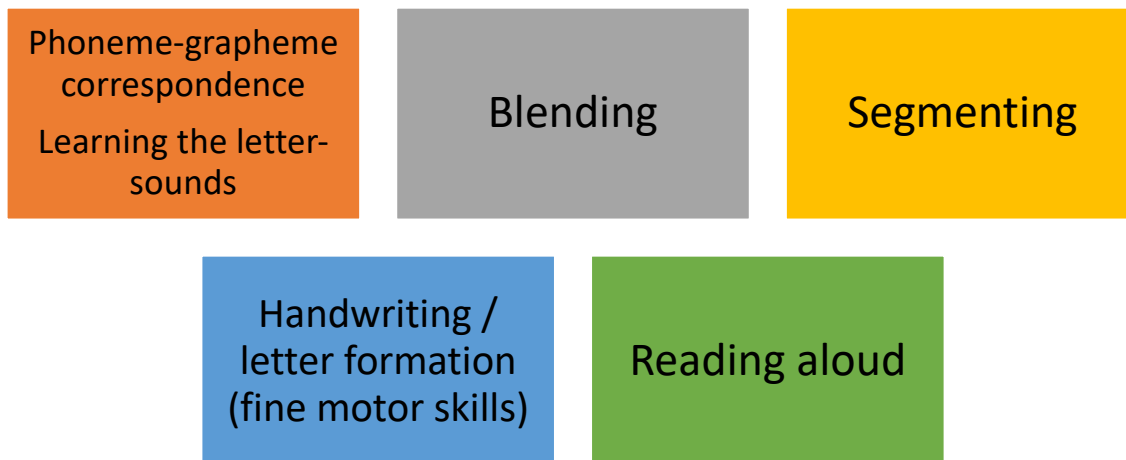 Phoneme-grapheme
correspondence
Learning the letter-
sounds
Blending
Segmenting
Handwriting /
letter formation
(fine motor skills)
Reading aloud